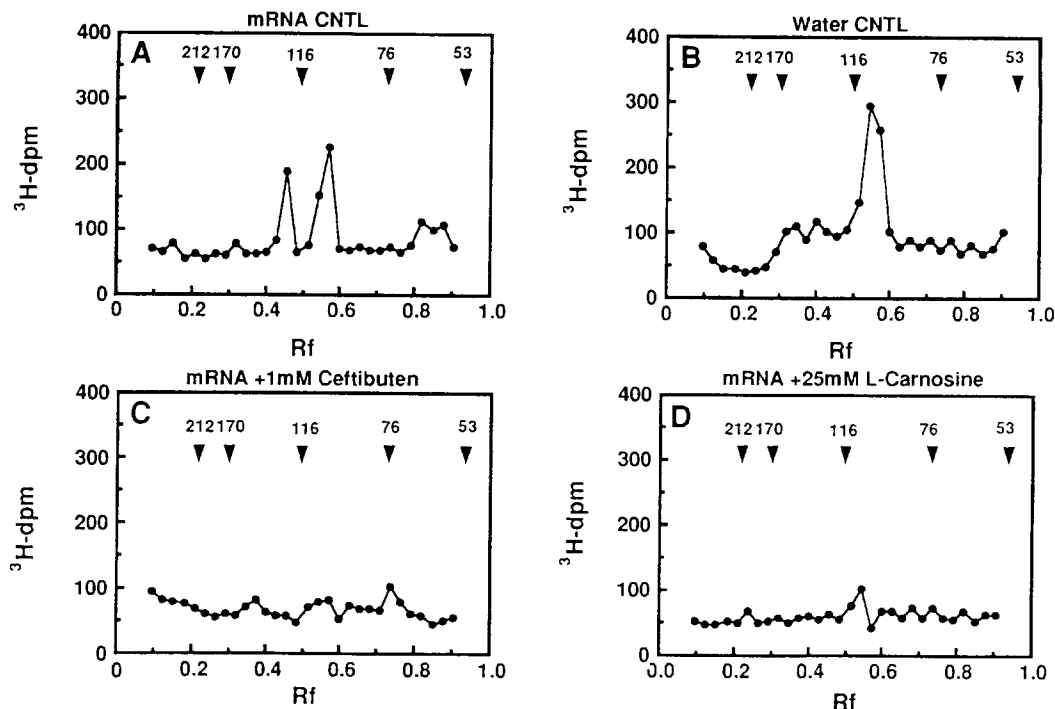 mRNA CNTL
A
212 170 116 76 53
400
300
200
100
0
³H-dpm
0 0.2 0.4 0.6 0.8 1.0
Rf
Water CNTL
B
212 170 116 76 53
400
300
200
100
0
³H-dpm
0 0.2 0.4 0.6 0.8 1.0
Rf
mRNA +1mM Ceftibuten
C
212 170 116 76 53
400
300
200
100
0
³H-dpm
0 0.2 0.4 0.6 0.8 1.0
Rf
mRNA +25mM L-Carnosine
D
212 170 116 76 53
400
300
200
100
0
³H-dpm
0.0 0.2 0.4 0.6 0.8 1.0
Rf